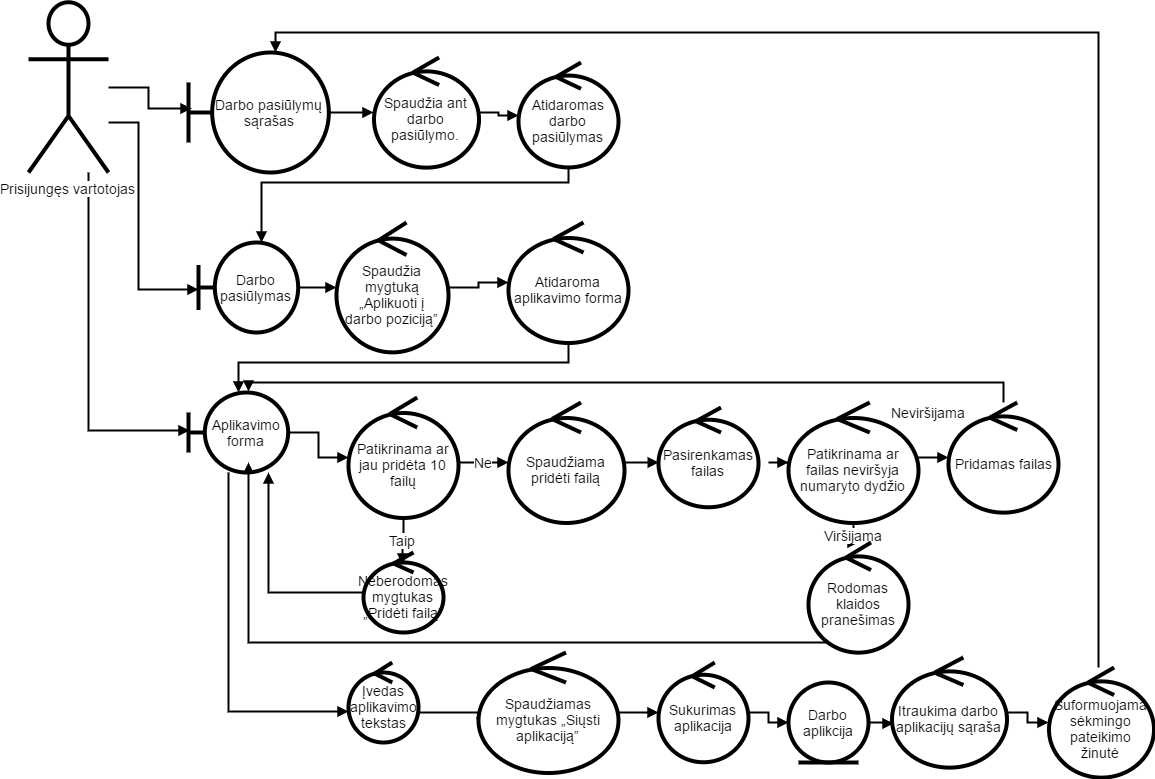 Prisijungęs vartotojas
Darbo pasiūlymų
sąrašas
Spaudžia ant
darbo
pasiūlymo.
Atidaromas
darbo
pasiūlymas
Darbo
pasiūlymas
Spaudžia
mygtuką
„Aplikuoti į
darbo poziciją”
Atidaroma
aplikavimo forma
Aplikavimo
forma
Patikrinama ar
jau pridėta 10
failų
Ne
Spaudžiama
pridėti failą
Pasirenkamas
failas
Patikrinama ar
failas neviršyja
numaryto dydžio
Neviršijama
Pridamas failas
Taip
Neberodomas
mygtukas
„Pridėti failą
Viršijama
Rodomas
klaidos
pranešimas
Įvedas
aplikavimo
tekstas
Spaudžiamas
mygtukas „Siųsti
aplikaciją”
Sukurimas
aplikacija
Darbo
aplikcija
Itraukima darbo
aplikacijų sąraša
Suformuojama
sėkmingo
pateikimo
žinutė